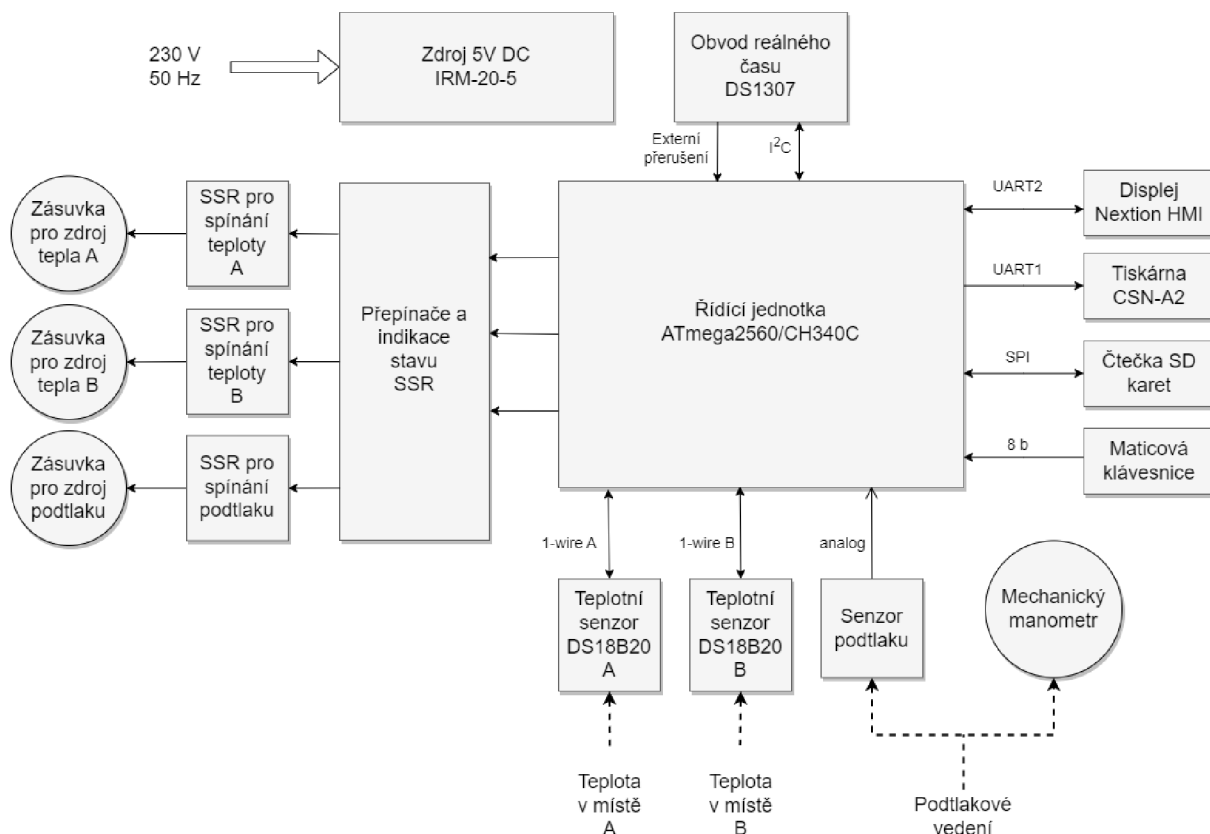 230 V
50 Hz
Zdroj 5V DC
IRM-20-5
Obvod reálného
času
DS1307
Externí
přerušení
I²C
Zásuvka
pro zdroj
tepla A
SSR pro
spínání
teploty
A
Přepínače a
indikace
stavu
SSR
Řídící jednotka
ATmega2560/CH340C
UART2
Displej
Nextion HMI
UART1
Tiskárna
CSN-A2
Zásuvka
pro zdroj
tepla B
SSR pro
spínání
teploty
B
SPI
Čtečka SD
karet
Zásuvka
pro zdroj
podtlaku
SSR pro
spínání
podtlaku
8 b
Maticová
klávesnice
1-wire A
1-wire B
analog
Teplotní
senzor
DS18B20
A
Teplotní
senzor
DS18B20
B
Senzor
podtlaku
Mechanický
manometr
Teplota
v místě
A
Teplota
v místě
B
Podtlakové
vedení